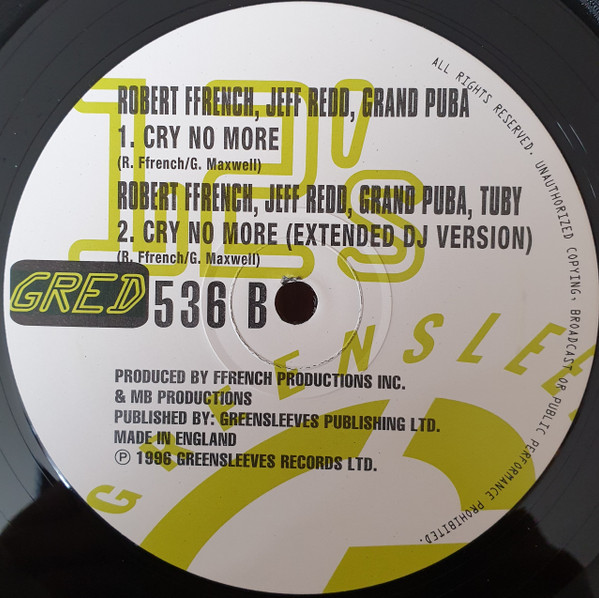 12's
ROBERT FFRENCH, JEFF REDD, GRAND PUBA
1. CRY NO MORE
(R. Ffrench/G. Maxwell)
ROBERT FFRENCH, JEFF REDD, GRAND PUBA, TUBY
2. CRY NO MORE (EXTENDED DJ VERSION)
(R. Ffrench/G. Maxwell)
GRED 536 B
PRODUCED BY FFRENCH PRODUCTIONS INC.
& MB PRODUCTIONS
PUBLISHED BY: GREENSLEEVES PUBLISHING LTD.
MADE IN ENGLAND
℗ 1996 GREENSLEEVES RECORDS LTD.
GREENSLEE
ALL RIGHTS RESERVED. UNAUTHORIZED COPYING, BROADCAST OR PUBLIC PERFORMANCE PROHIBITED.